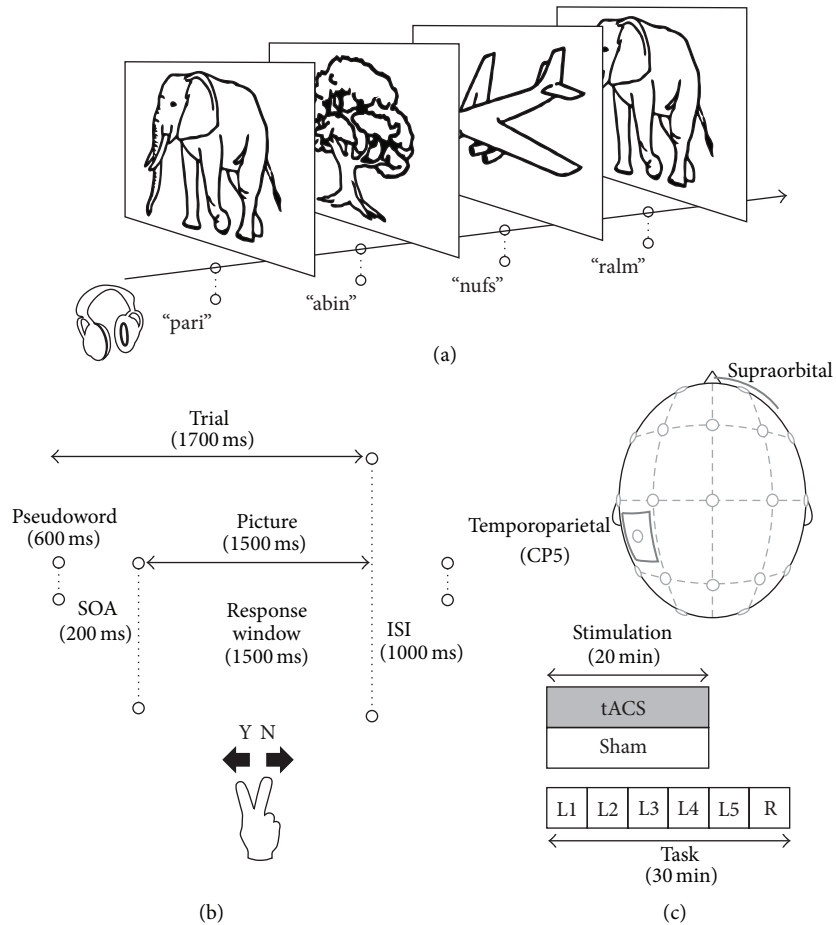 “pari”
“abin”
“nufs”
“ralm”
(a)
Trial
(1700 ms)
Pseudoword
(600 ms)
Picture
(1500 ms)
SOA
(200 ms)
Response
window
(1500 ms)
ISI
(1000 ms)
Y N
(b)
Supraorbital
Temporoparietal
(CP5)
Stimulation
(20 min)
tACS
Sham
L1 L2 L3 L4 L5 R
Task
(30 min)
(c)